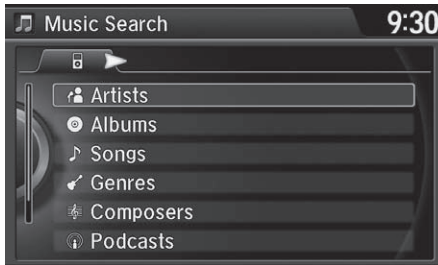 Music Search
9:30
Artists
Albums
Songs
Genres
Composers
Podcasts